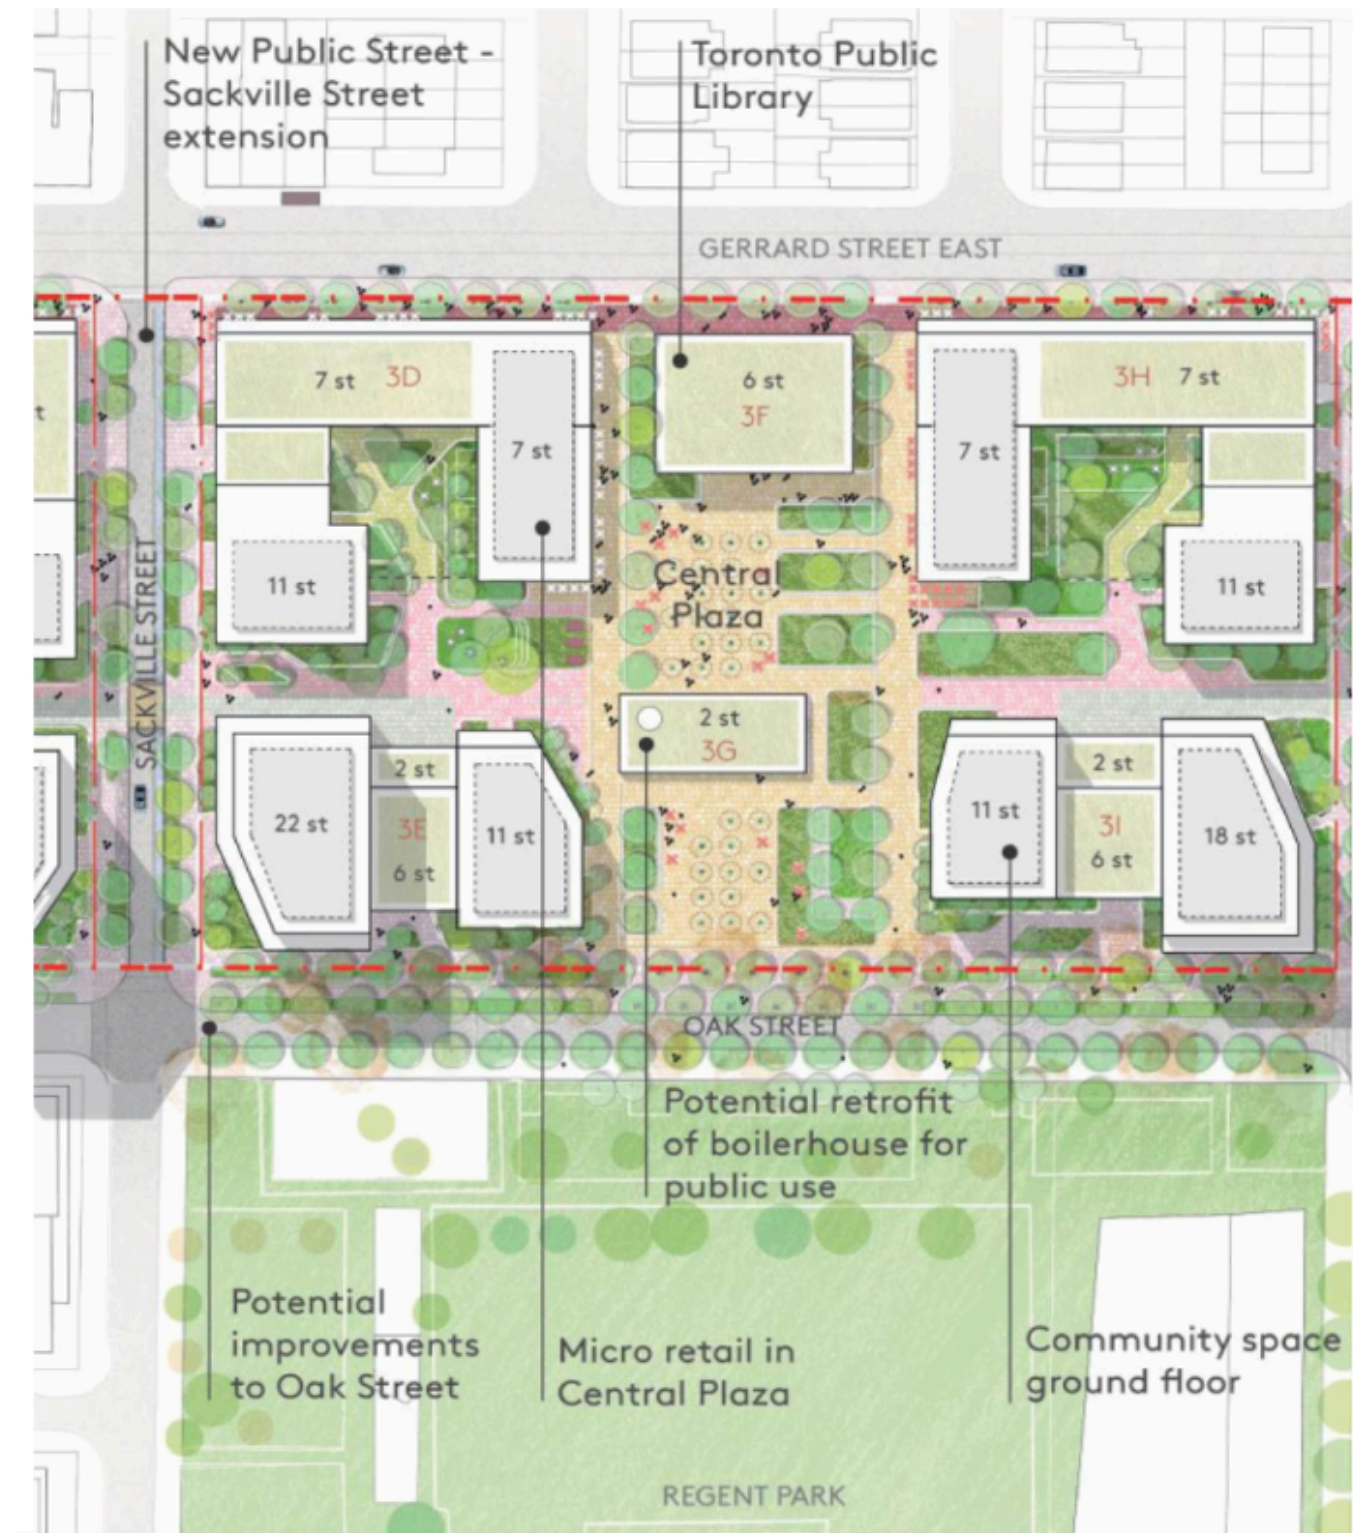 New Public Street -
Sackville Street
extension
Toronto Public
Library
GERRARD STREET EAST
7 st 3D
7 st
6 st
3F
3H 7 st
7 st
t
11 st
Central
Plaza
11 st
SACKVILLE STREET
2 st
3G
22 st
2 st
3E
6 st
11 st
11 st
2 st
3I
6 st
18 st
OAK STREET
Potential retrofit
of boilerhouse for
public use
Potential
improvements
to Oak Street
Micro retail in
Central Plaza
Community space
ground floor
REGENT PARK